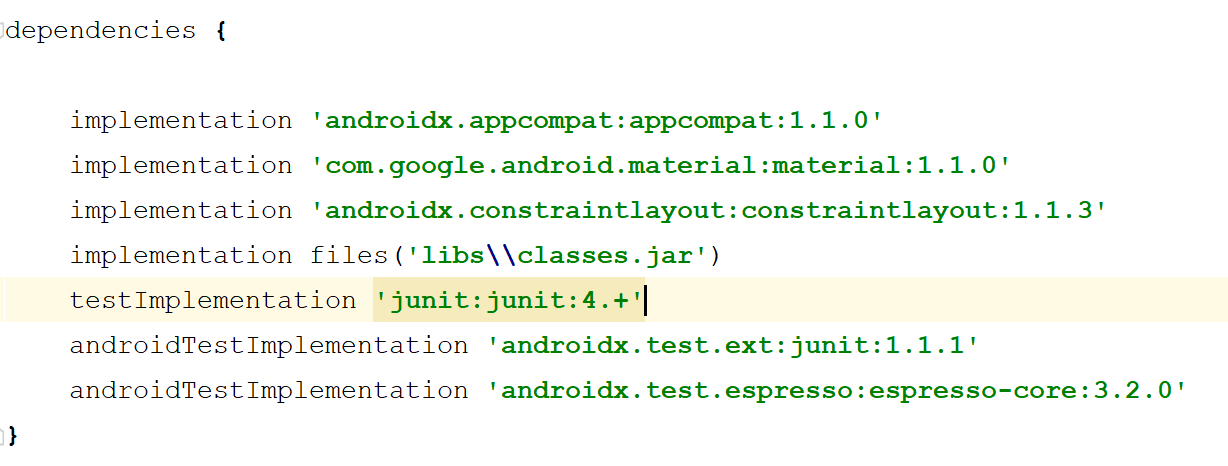 dependencies {
implementation 'androidx.appcompat:appcompat:1.1.0'
implementation 'com.google.android.material:material:1.1.0'
implementation 'androidx.constraintlayout:constraintlayout:1.1.3'
implementation files('libs\\classes.jar')
testImplementation 'junit:junit:4.+'
androidTestImplementation 'androidx.test.ext:junit:1.1.1'
androidTestImplementation 'androidx.test.espresso:espresso-core:3.2.0'
}